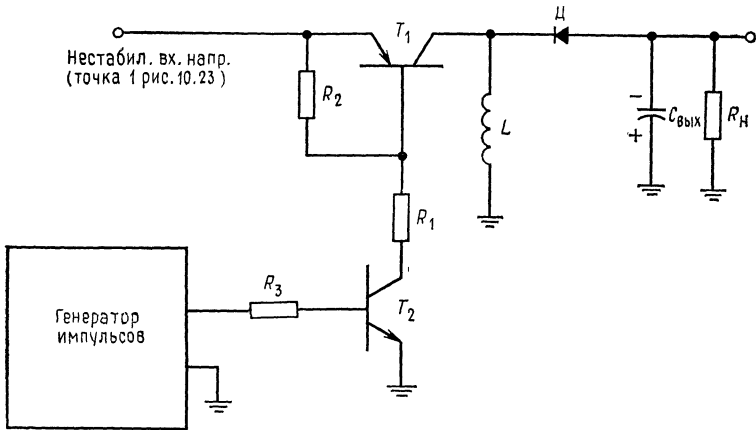 T₁
Д
Нестабил. вх. напр.
(точка 1 рис. 10.23)
R₂
L
−
+
Cвых
Rн
R₁
Генератор
импульсов
R₃
T₂